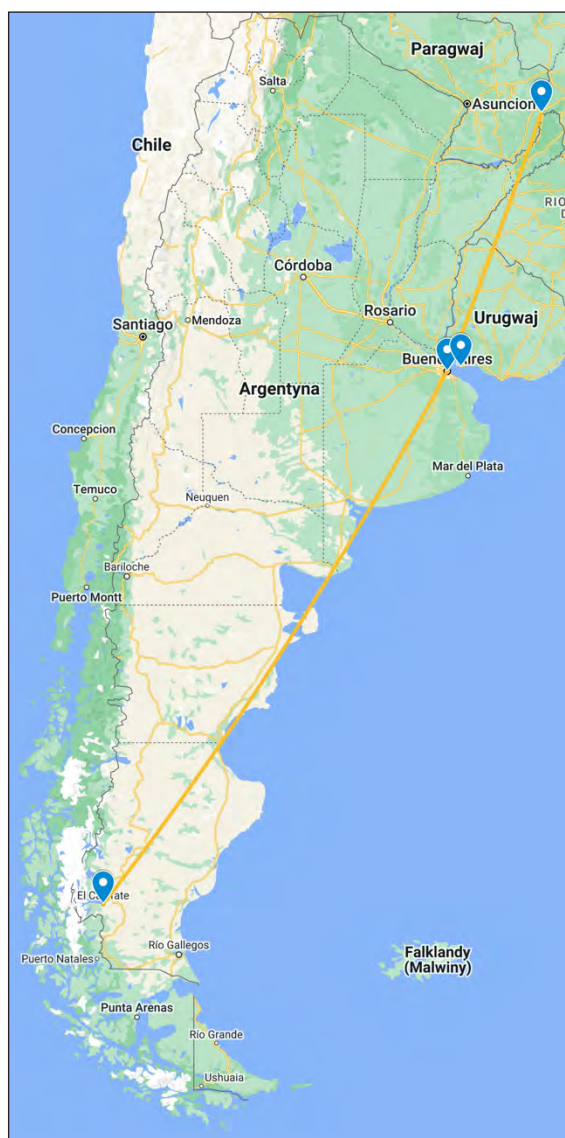 Paragwaj
Salta
Asuncion
Chile
RIO
Córdoba
Rosario
Urugwaj
Santiago
Mendoza
Buenos Aires
Argentyna
Concepcion
Mar del Plata
Temuco
Neuquen
Bariloche
Puerto Montt
El Calafate
Río Gallegos
Falklandy
(Malwiny)
Puerto Natales
Punta Arenas
Río Grande
Ushuaia